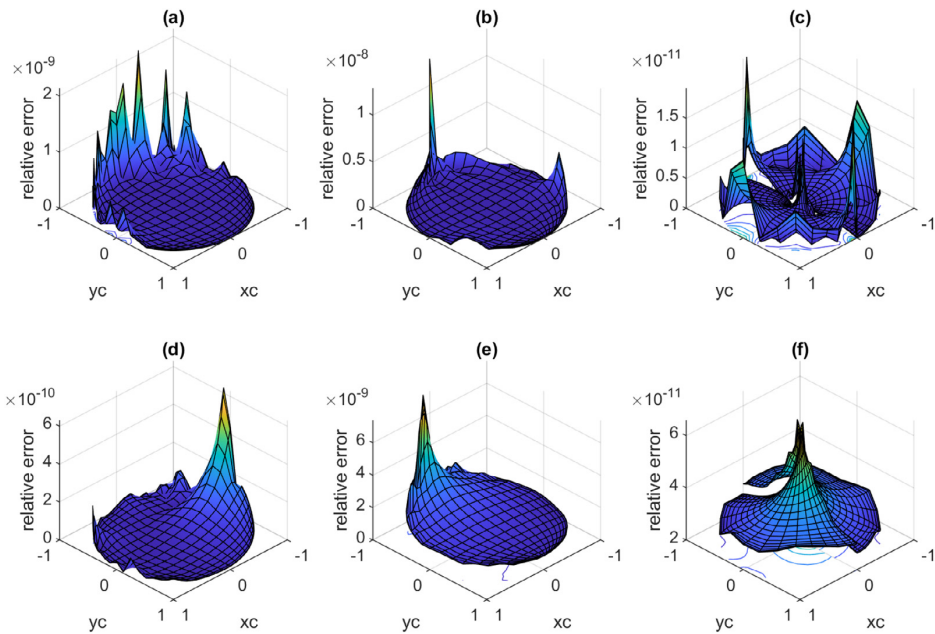 (a) (b) (c)
×10-9 ×10-8 ×10-11
relative error relative error relative error
2 1 1.5
1 0.5 1
0 0 0.5
0
-1 -1 -1 -1 -1 -1
0 0 0 0 0 0
1 1 1 1 1 1
yc xc yc xc yc xc
(d) (e) (f)
×10-10 ×10-9 ×10-11
relative error relative error relative error
6 6 6
4 4 4
2 2 2
0 0
-1 -1 -1 -1 -1 -1
0 0 0 0 0 0
1 1 1 1 1 1
yc xc yc xc yc xc